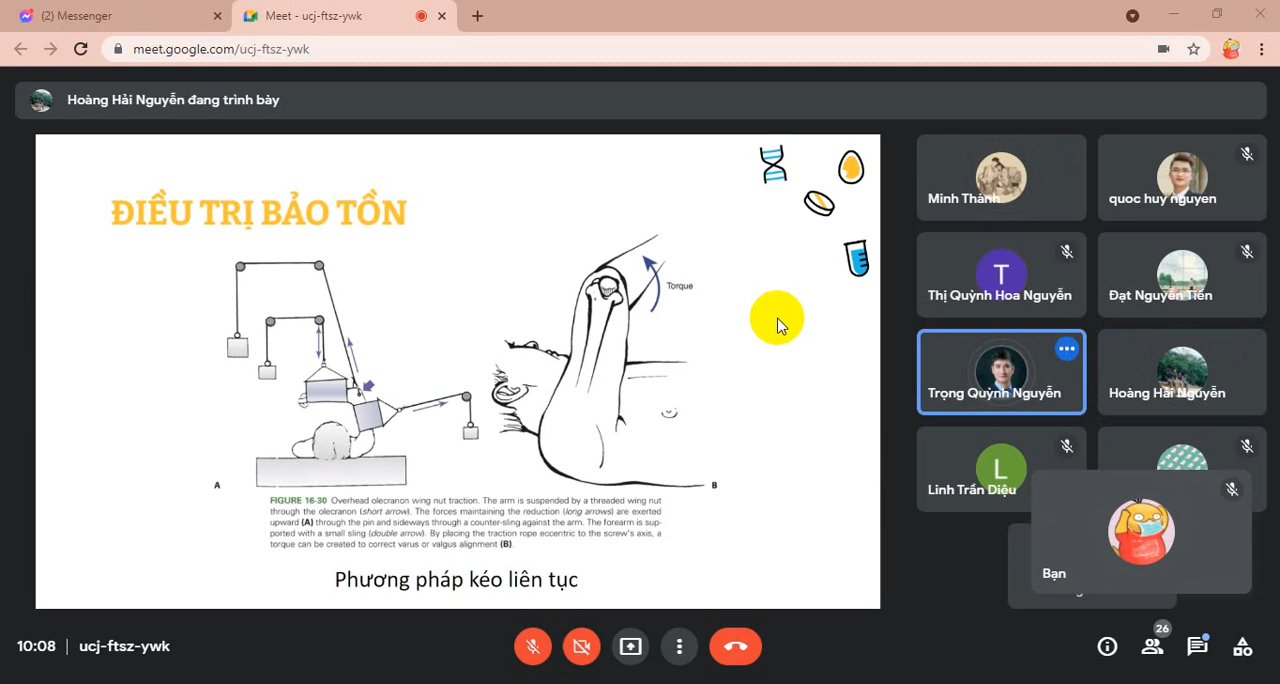 (2) Messenger
Meet - ucj-ftsz-ywk
meet.google.com/ucj-ftsz-ywk
Hoàng Hải Nguyễn đang trình bày
ĐIỀU TRỊ BẢO TỒN
Torque
A
B
FIGURE 16-30 Overhead olecranon wing nut traction. The arm is suspended by a threaded wing nut
through the olecranon (short arrow). The forces maintaining the reduction (long arrows) are exerted
upward (A) through the pin and sideways through a counter-sling against the arm. The forearm is sup-
ported with a small sling (double arrow). By placing the traction rope eccentric to the screw's axis, a
torque can be created to correct varus or valgus alignment (B).
Phương pháp kéo liên tục
Minh Thành
quoc huy nguyen
T
Thị Quỳnh Hoa Nguyễn
Đạt Nguyễn Tiến
Trọng Quỳnh Nguyễn
Hoàng Hải Nguyễn
L
Linh Trần Diệu
Bạn
10:08
ucj-ftsz-ywk
26